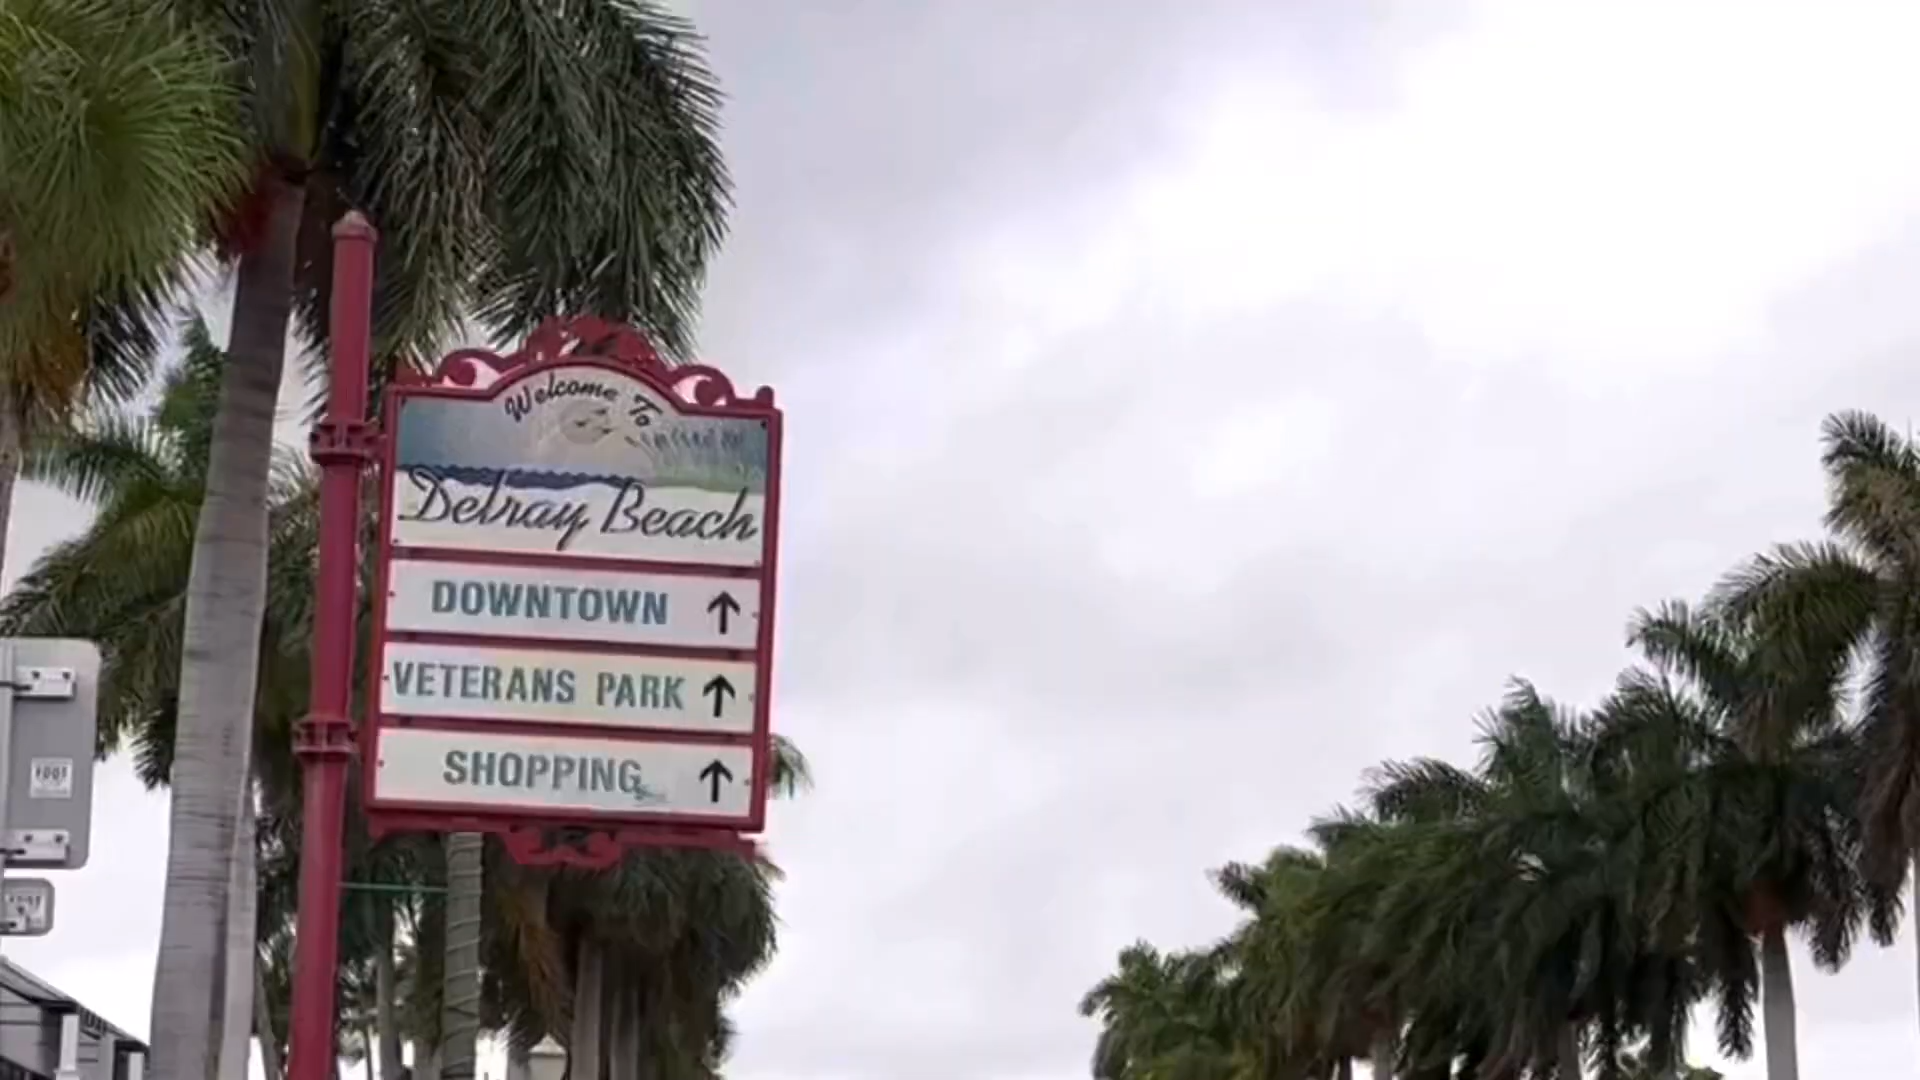 Welcome To
Delray Beach
DOWNTOWN ↑
VETERANS PARK ↑
SHOPPING ↑